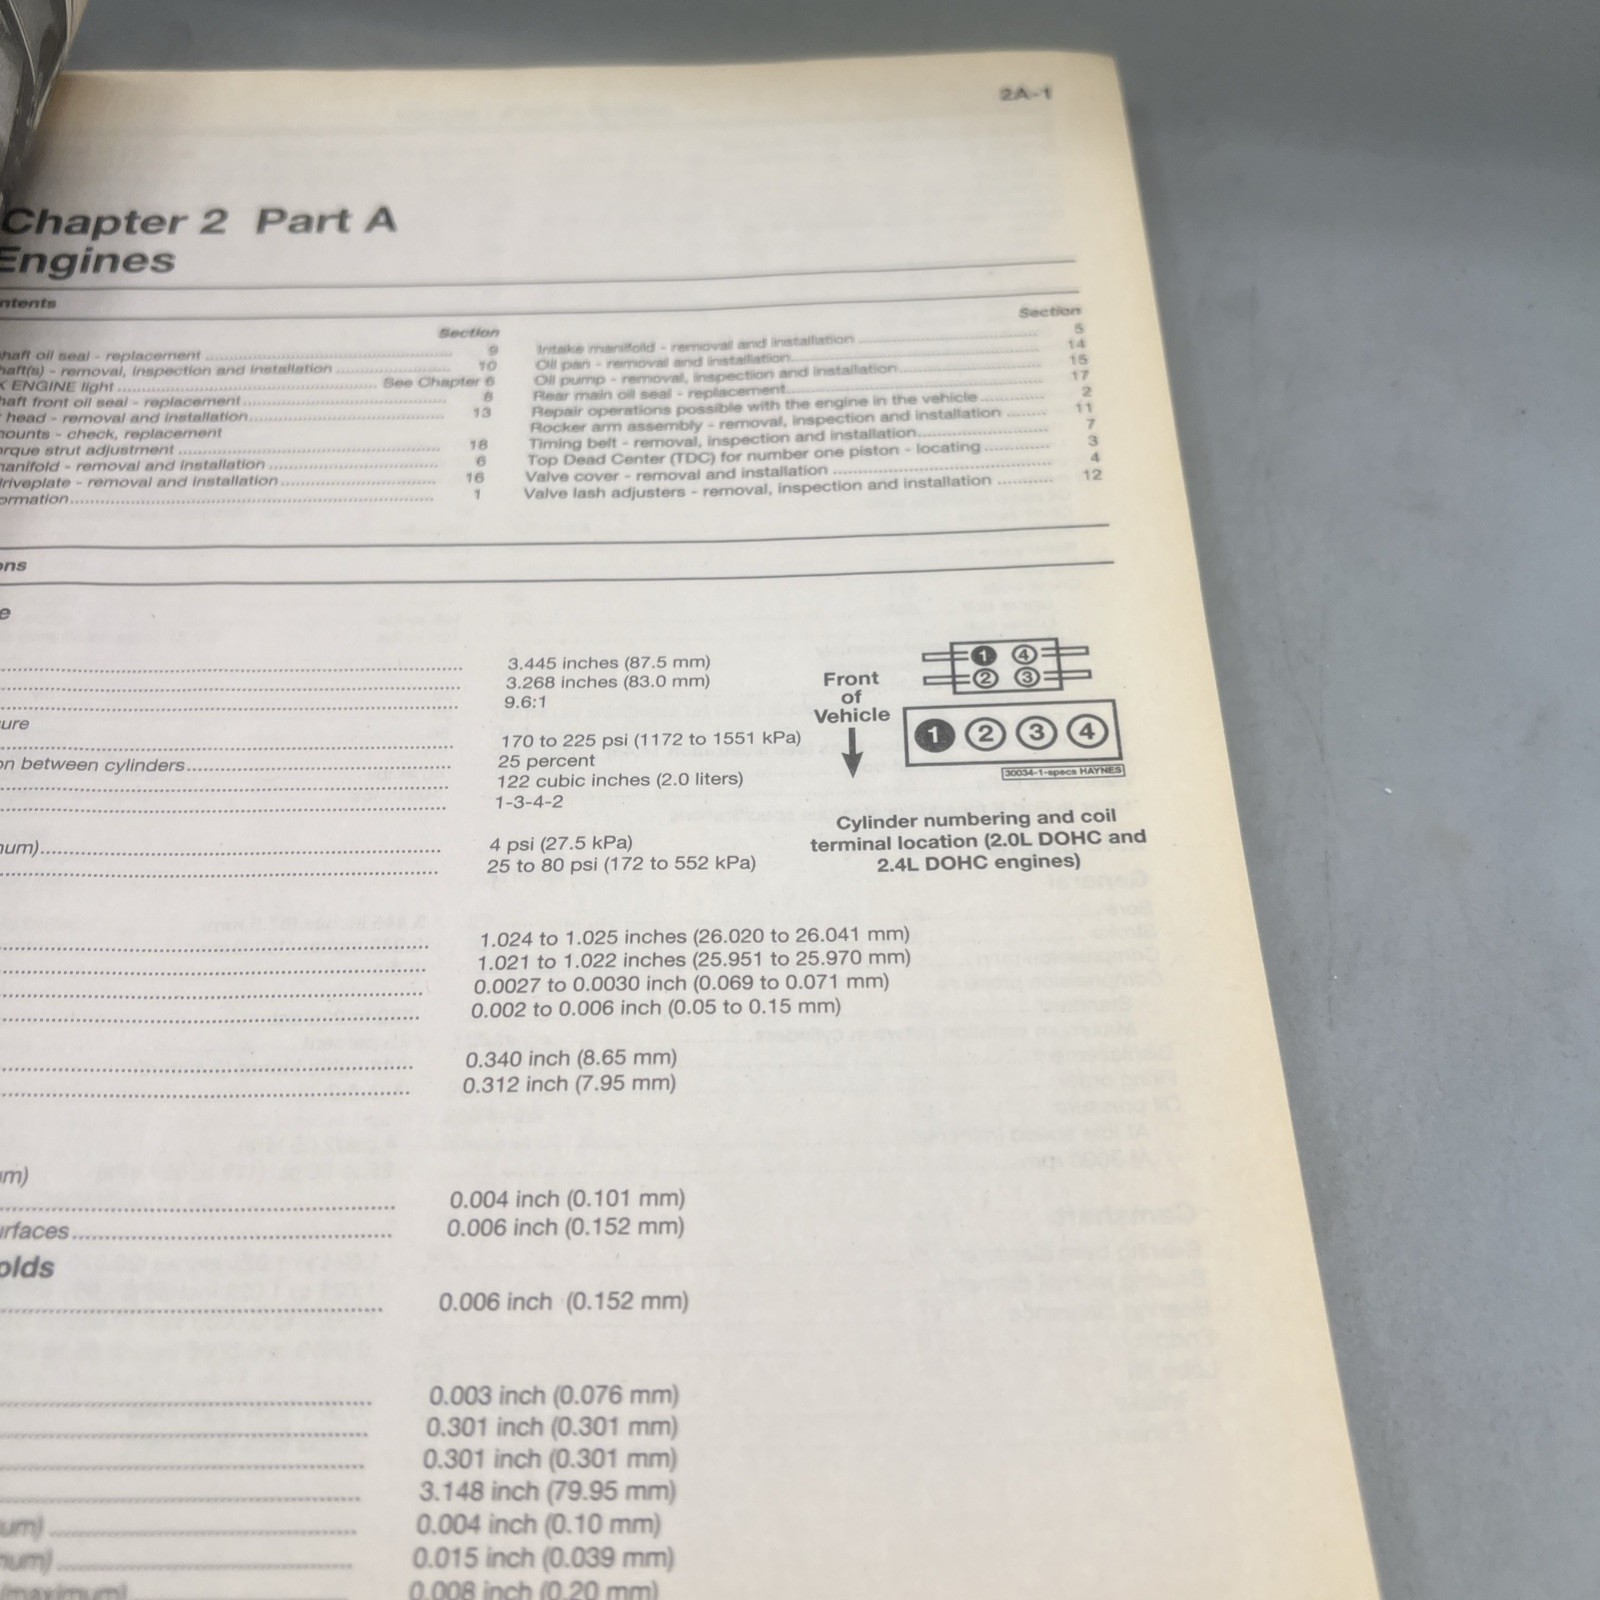 2A-1
Chapter 2 Part A
Engines
ntents
Section
haft oil seal - replacement 9
haft(s) - removal, inspection and installation 10
K ENGINE light See Chapter 6
haft front oil seal - replacement 8
head - removal and installation 13
ounts - check, replacement
orque strut adjustment 18
manifold - removal and installation 6
driveplate - removal and installation 16
ormation 1
Section
Intake manifold - removal and installation 5
Oil pan - removal and installation 14
Oil pump - removal, inspection and installation 15
Rear main oil seal - replacement 17
Repair operations possible with the engine in the vehicle 2
Rocker arm assembly - removal, inspection and installation 11
Timing belt - removal, inspection and installation 7
Top Dead Center (TDC) for number one piston - locating 3
Valve cover - removal and installation 4
Valve lash adjusters - removal, inspection and installation 12
ons
e
3.445 inches (87.5 mm)
3.268 inches (83.0 mm)
9.6:1
ure
170 to 225 psi (1172 to 1551 kPa)
on between cylinders 25 percent
122 cubic inches (2.0 liters)
1-3-4-2
num) 4 psi (27.5 kPa)
25 to 80 psi (172 to 552 kPa)
1.024 to 1.025 inches (26.020 to 26.041 mm)
1.021 to 1.022 inches (25.951 to 25.970 mm)
0.0027 to 0.0030 inch (0.069 to 0.071 mm)
0.002 to 0.006 inch (0.05 to 0.15 mm)
0.340 inch (8.65 mm)
0.312 inch (7.95 mm)
um)
0.004 inch (0.101 mm)
urfaces 0.006 inch (0.152 mm)
olds
0.006 inch (0.152 mm)
0.003 inch (0.076 mm)
0.301 inch (0.301 mm)
0.301 inch (0.301 mm)
3.148 inch (79.95 mm)
um) 0.004 inch (0.10 mm)
num) 0.015 inch (0.039 mm)
(maximum) 0.008 inch (0.20 mm)
Front
of
Vehicle
1 4
2 3
1 2 3 4
30034-1-specs HAYNES
Cylinder numbering and coil
terminal location (2.0L DOHC and
2.4L DOHC engines)